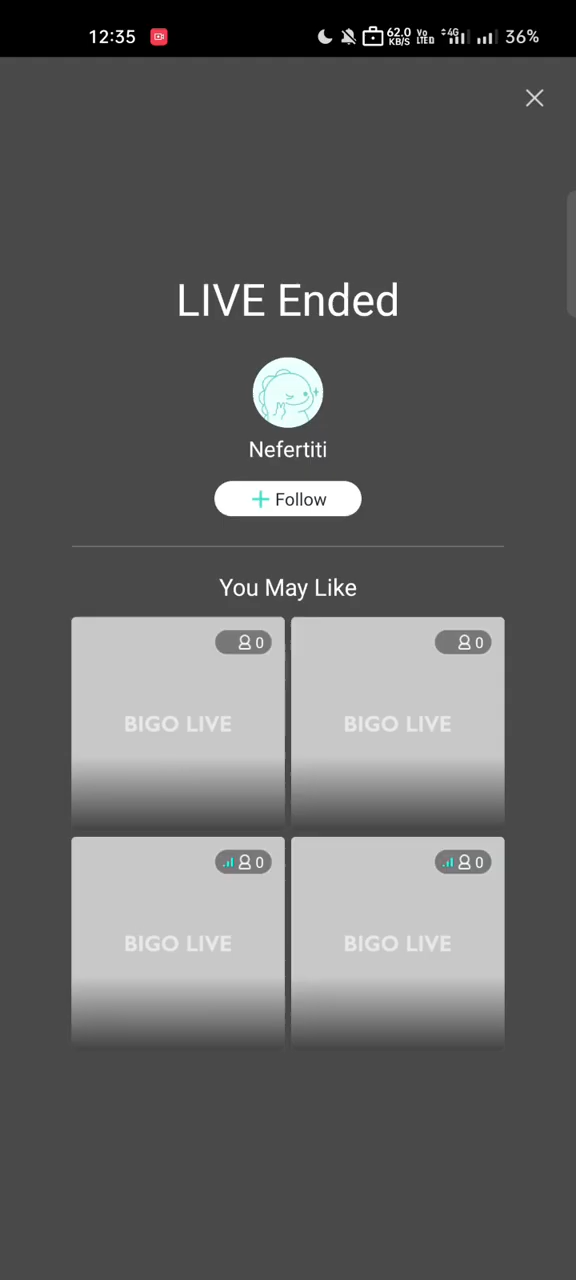 12:35
62.0
KB/S
Vo
LTE
4G
36%
LIVE Ended
Nefertiti
+ Follow
You May Like
0
0
BIGO LIVE
BIGO LIVE
0
0
BIGO LIVE
BIGO LIVE